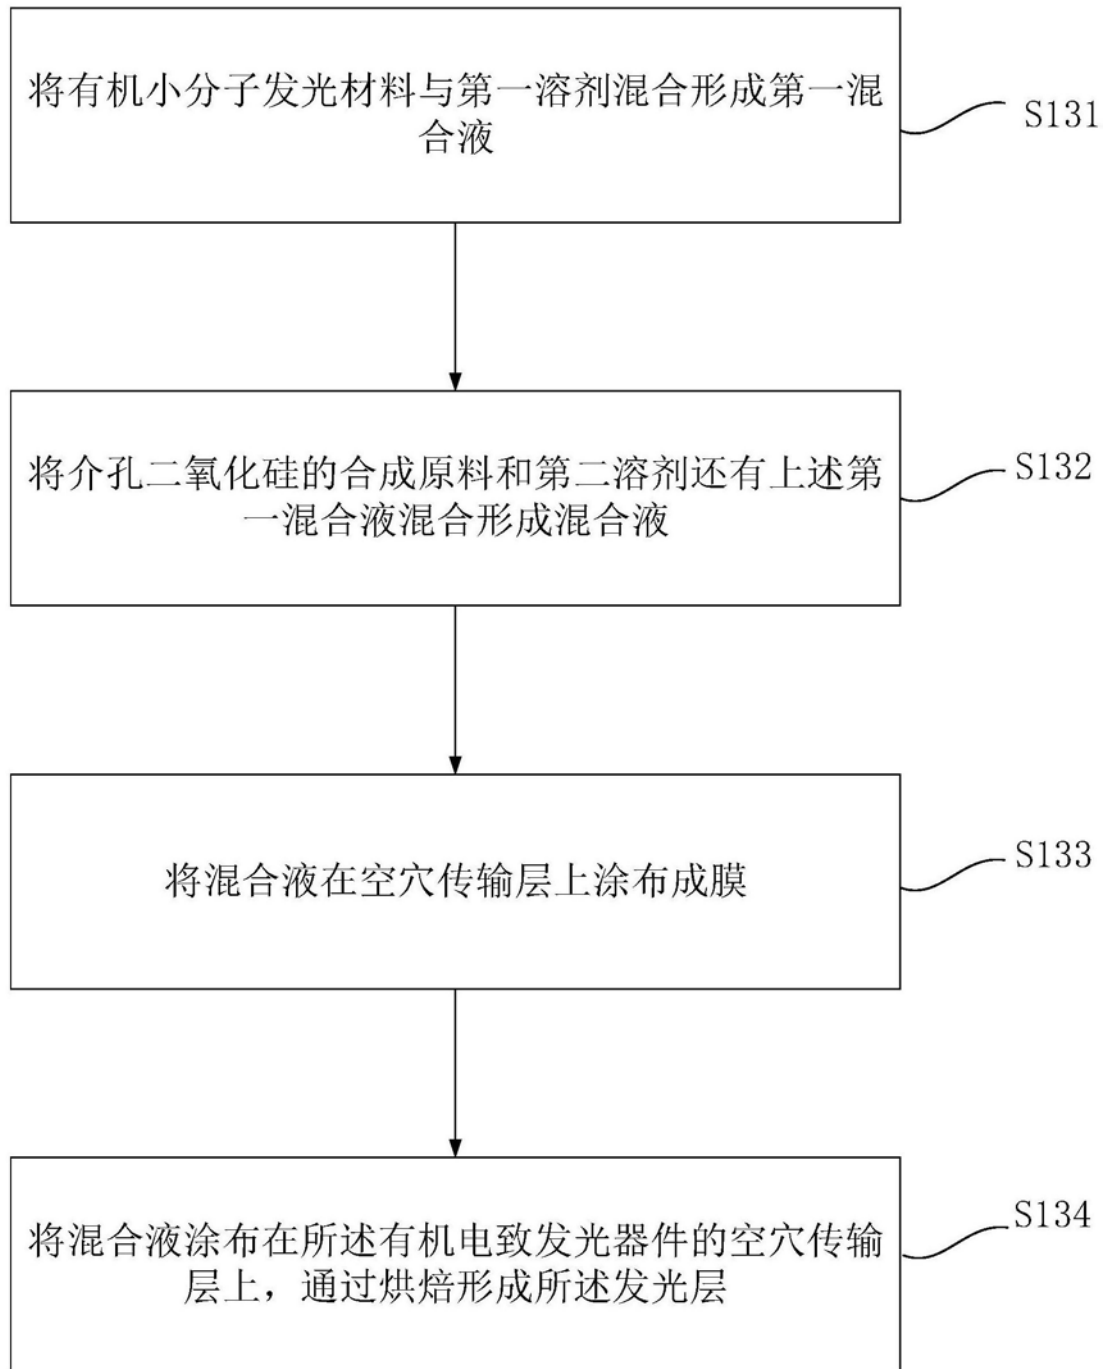 将有机小分子发光材料与第一溶剂混合形成第一混
合液
S131
将介孔二氧化硅的合成原料和第二溶剂还有上述第
一混合液混合形成混合液
S132
将混合液在空穴传输层上涂布成膜
S133
将混合液涂布在所述有机电致发光器件的空穴传输
层上，通过烘焙形成所述发光层
S134